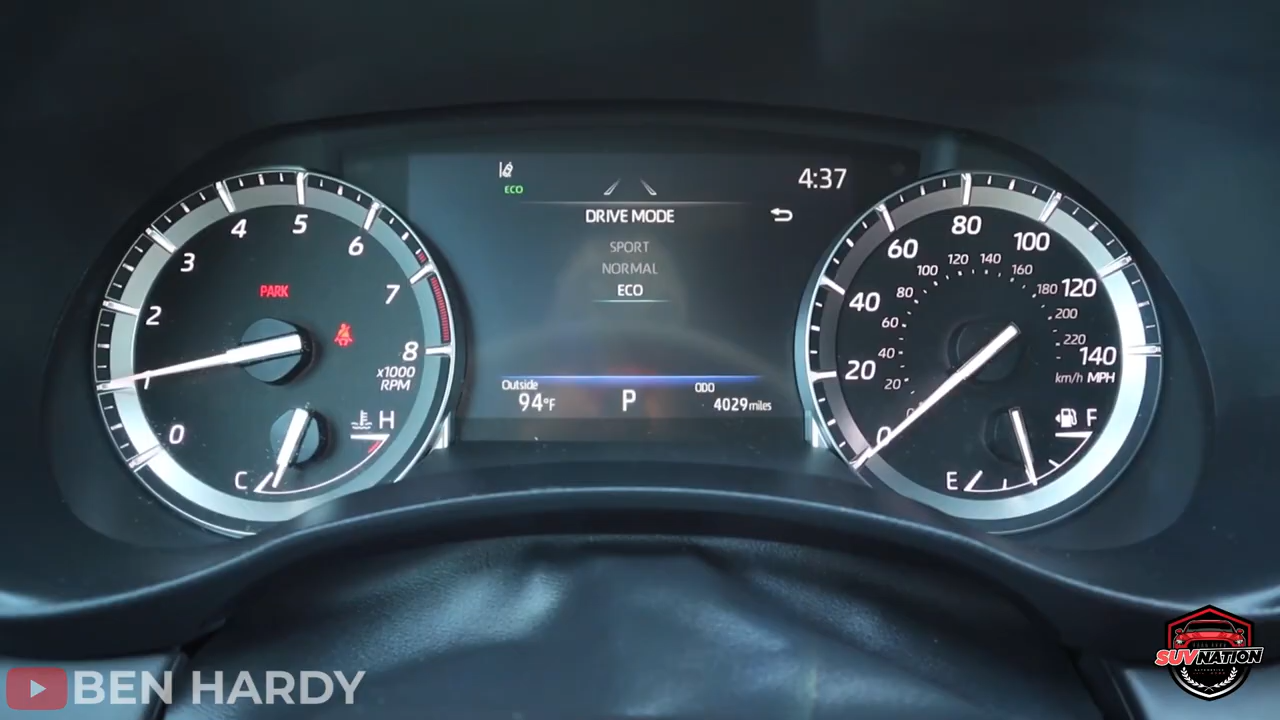 ECO
4:37
DRIVE MODE
SPORT
NORMAL
ECO
Outside
94°F
P
ODO
4029 miles
0
1
2
3
4
5
6
7
8
x1000
RPM
PARK
C
H
0
20
40
60
80
100
120
140
MPH
km/h
0
20
40
60
80
100
120
140
160
180
200
220
E
F
BEN HARDY
SUVNATION